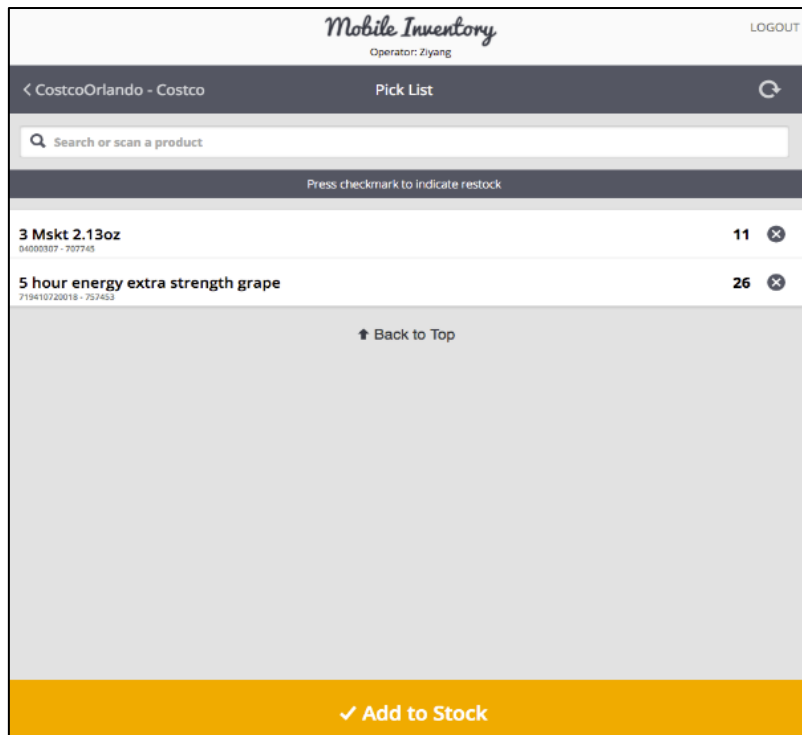 Mobile Inventory
LOGOUT
Operator: Ziyang
CostcoOrlando - Costco
Pick List
Search or scan a product
Press checkmark to indicate restock
3 Mskt 2.13oz
11
04000307 - 707745
5 hour energy extra strength grape
26
719410720018 - 757453
Back to Top
Add to Stock